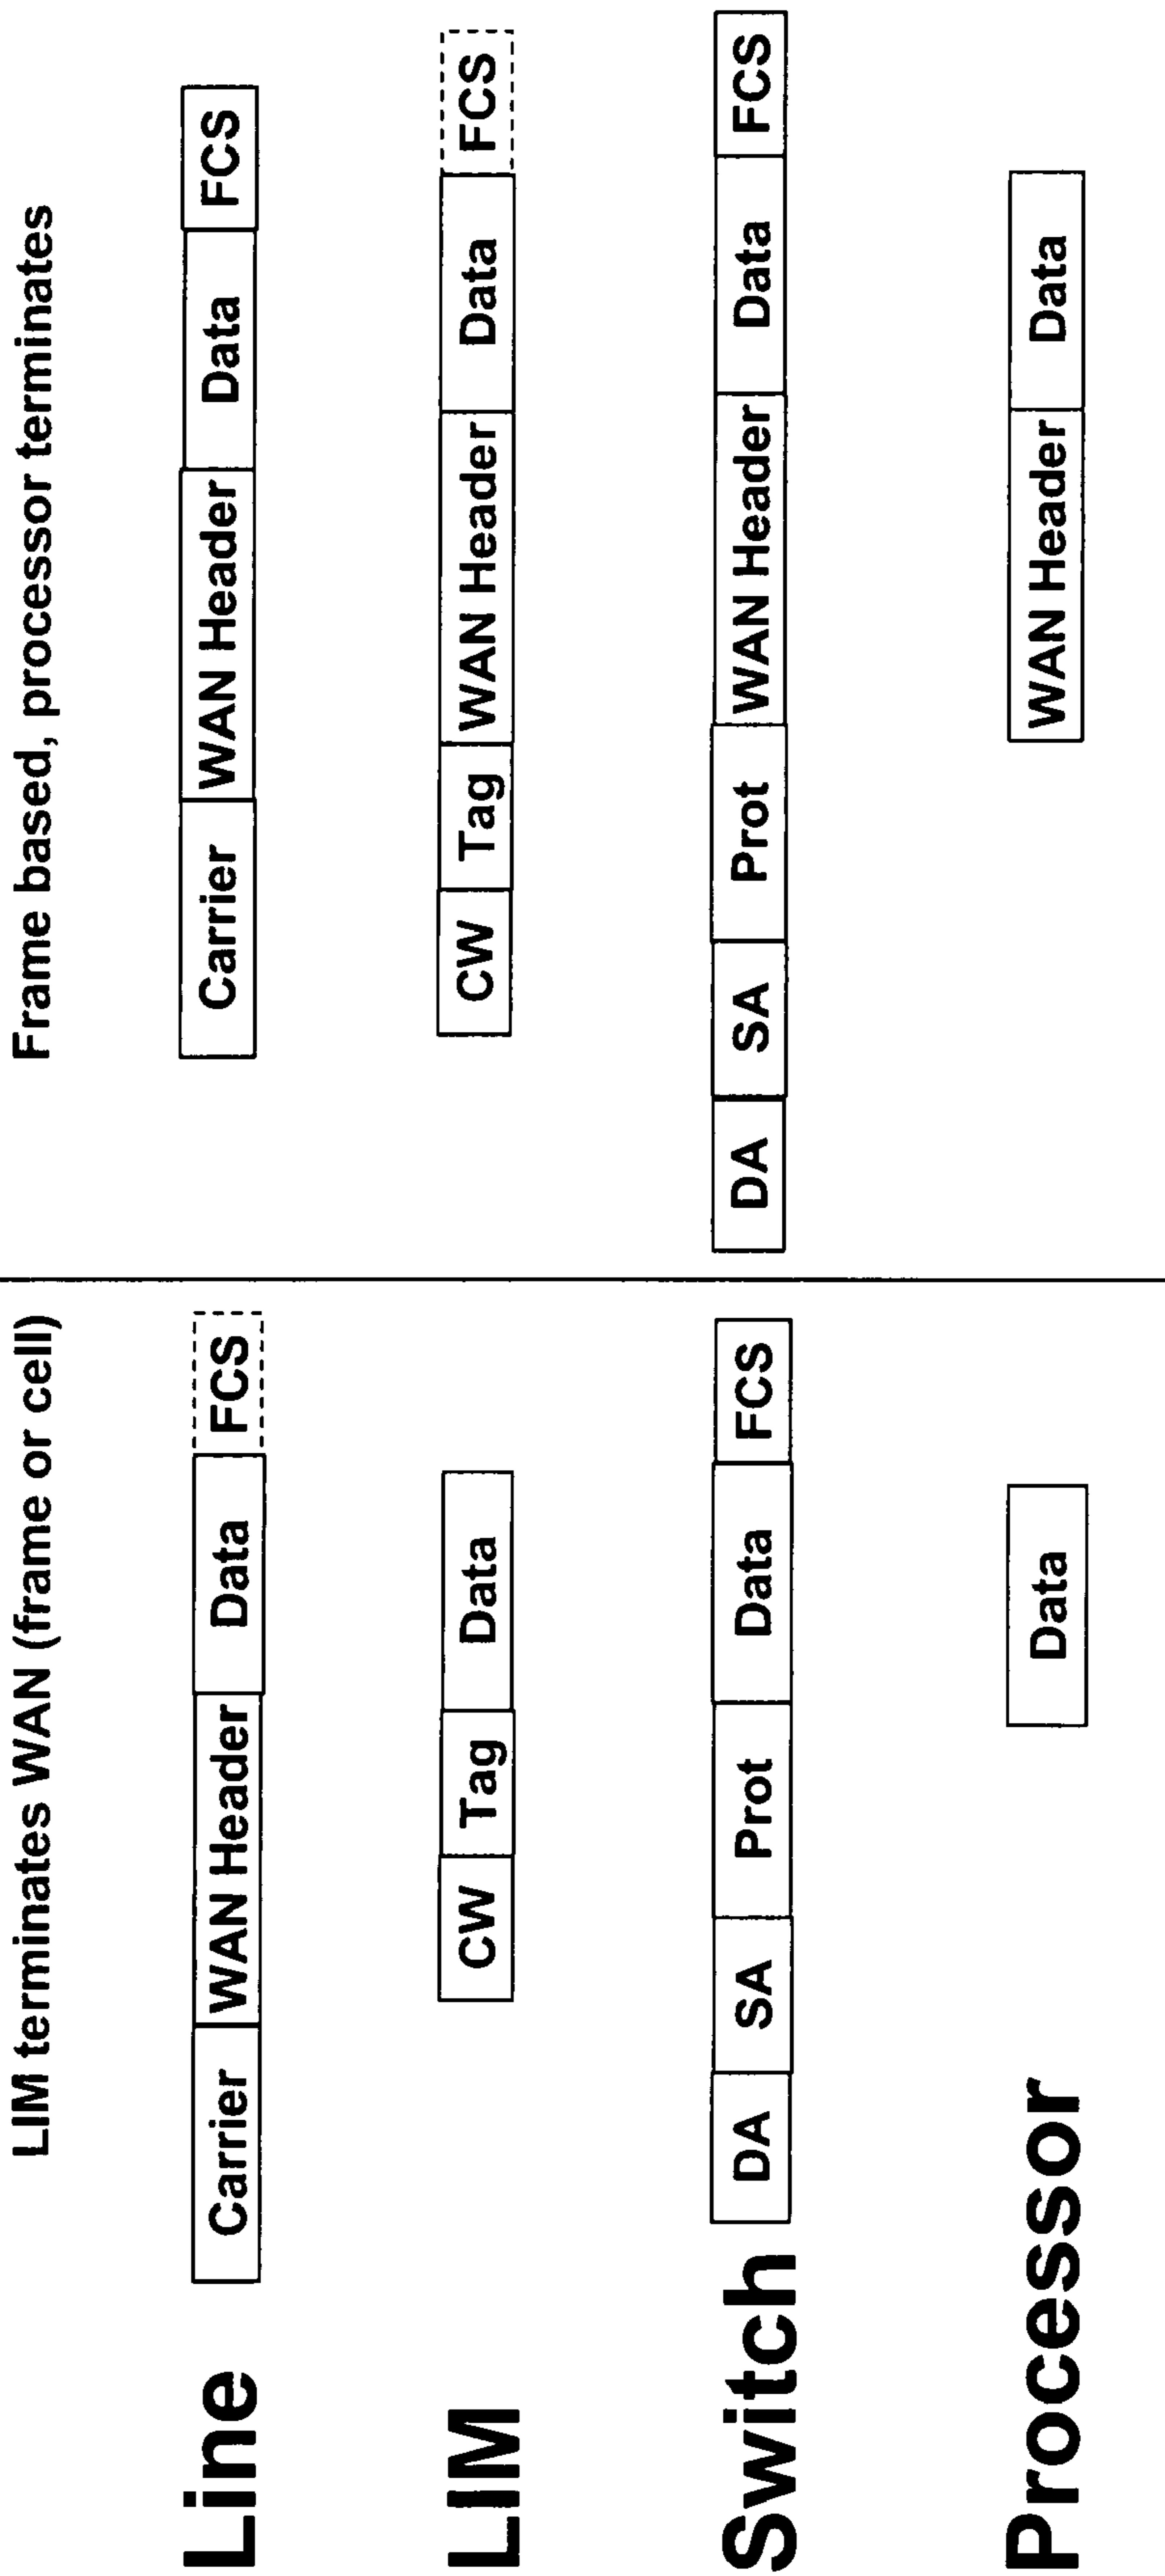 LIM terminates WAN (frame or cell)
Frame based, processor terminates
Line
Carrier WAN Header Data FCS
Carrier WAN Header Data FCS
LIM
CW Tag Data
CW Tag WAN Header Data FCS
Switch
DA SA Prot Data FCS
DA SA Prot WAN Header Data FCS
Processor
Data
WAN Header Data